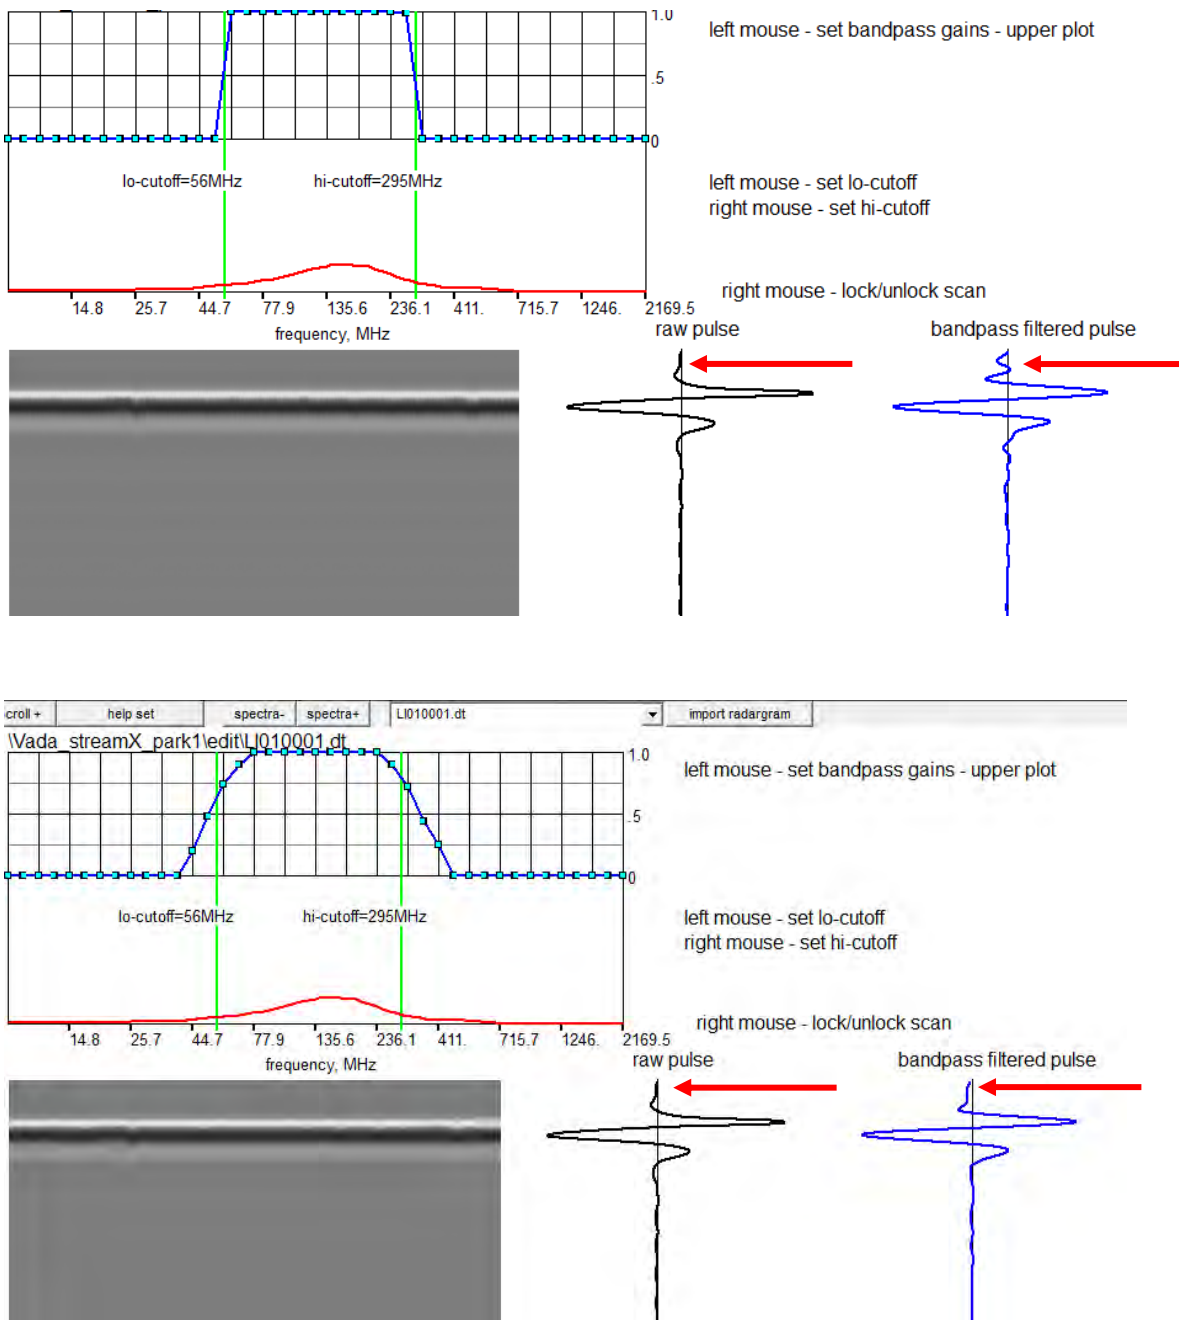 1.0
left mouse - set bandpass gains - upper plot
.5
0
lo-cutoff=56MHz hi-cutoff=295MHz
left mouse - set lo-cutoff
right mouse - set hi-cutoff
right mouse - lock/unlock scan
14.8 25.7 44.7 77.9 135.6 236.1 411. 715.7 1246. 2169.5
frequency, MHz
raw pulse bandpass filtered pulse
croll + help set spectra- spectra+ LI010001.dt import radargram
\Vada_streamX_park1\edit\LI010001.dt
1.0
left mouse - set bandpass gains - upper plot
.5
0
lo-cutoff=56MHz hi-cutoff=295MHz
left mouse - set lo-cutoff
right mouse - set hi-cutoff
right mouse - lock/unlock scan
14.8 25.7 44.7 77.9 135.6 236.1 411. 715.7 1246. 2169.5
frequency, MHz
raw pulse bandpass filtered pulse